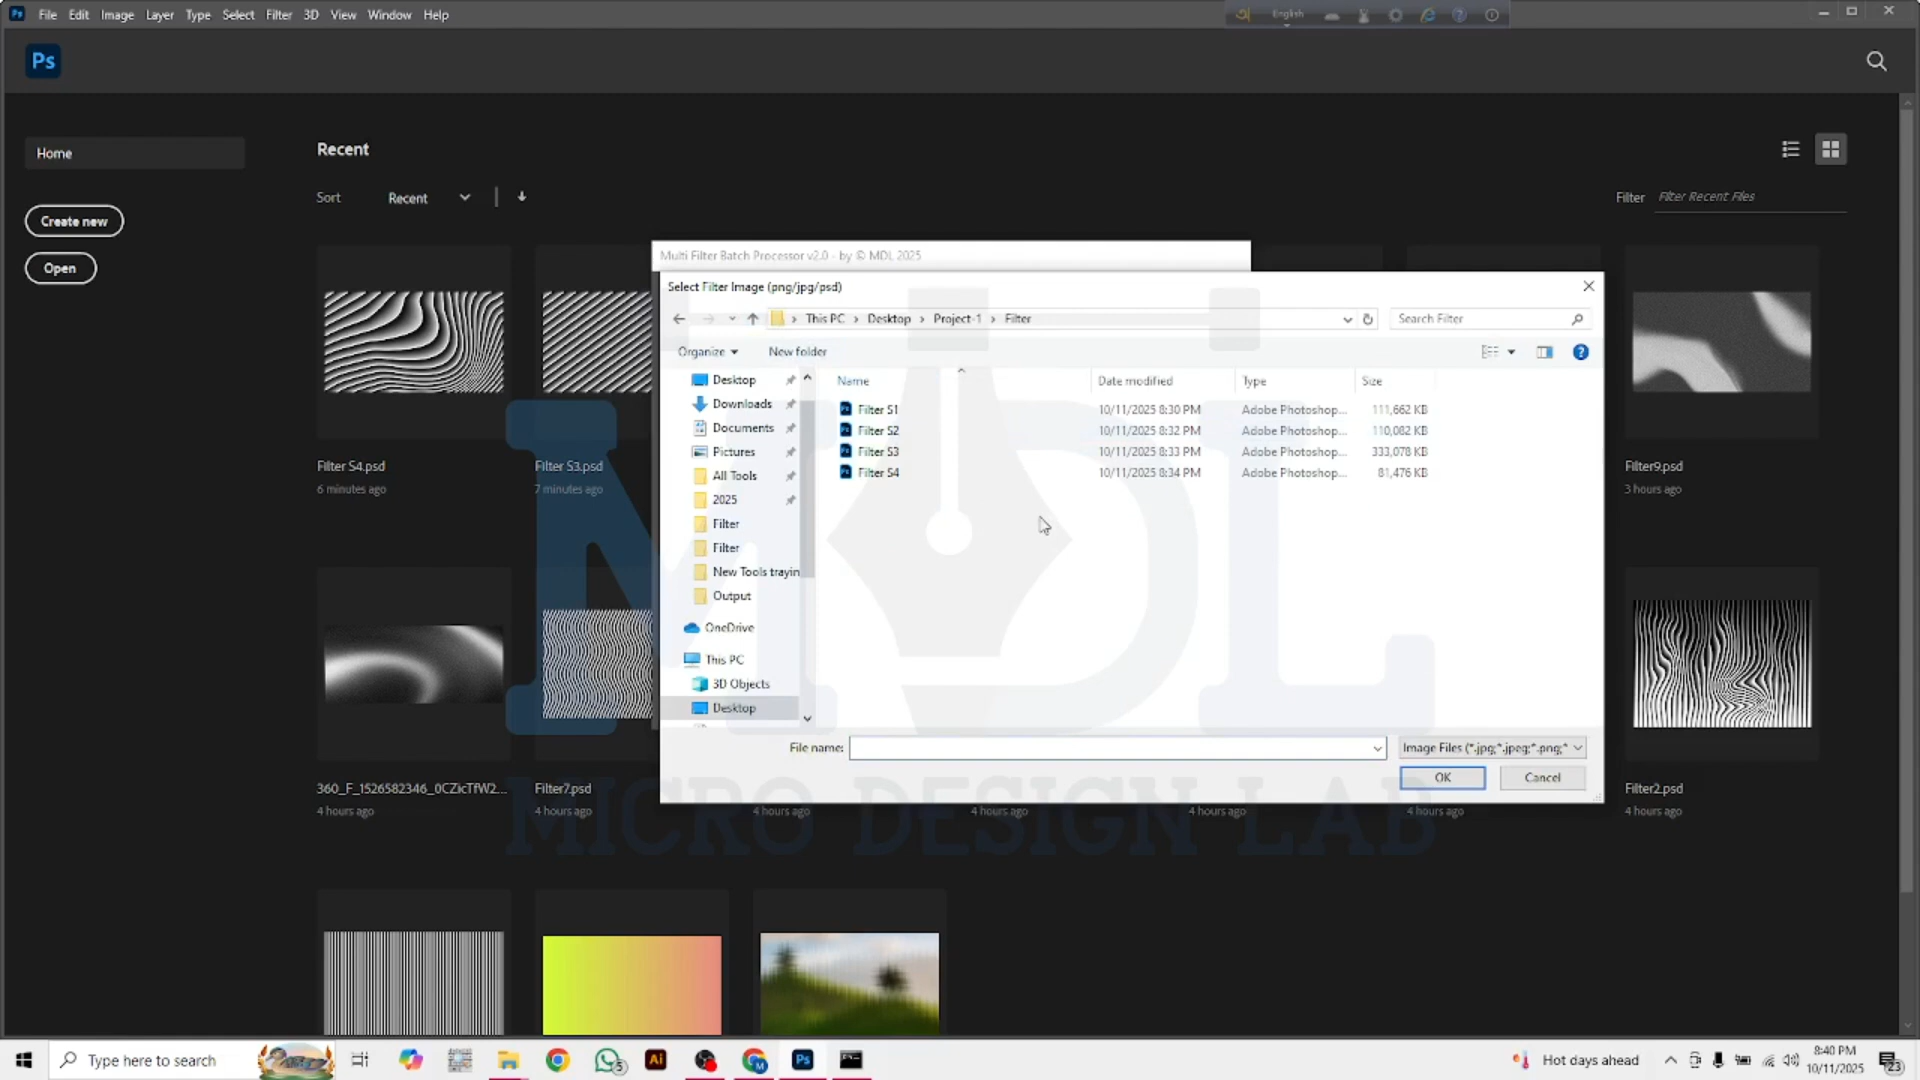 File Edit Image Layer Type Select Filter 3D View Window Help
English
Ps
Home
Recent
Sort Recent
Filter Filter Recent Files
Create new
Open
Multi Filter Batch Processor v2.0 - by © MDL 2025
Select Filter Image (png/jpg/psd)
This PC > Desktop > Project-1 > Filter
Search Filter
Organize New folder
Name Date modified Type Size
Desktop
Downloads
Documents
Pictures
All Tools
2025
Filter
Filter
New Tools trayin
Output
OneDrive
This PC
3D Objects
Desktop
Filter S1 10/11/2025 8:30 PM Adobe Photoshop... 111,662 KB
Filter S2 10/11/2025 8:32 PM Adobe Photoshop... 110,082 KB
Filter S3 10/11/2025 8:33 PM Adobe Photoshop... 333,078 KB
Filter S4 10/11/2025 8:34 PM Adobe Photoshop... 81,476 KB
File name:
Image Files (*.jpg;*.jpeg;*.png;*
OK Cancel
Filter S4.psd
6 minutes ago
Filter S3.psd
7 minutes ago
Filter9.psd
3 hours ago
360_F_1526582346_0CZicTfW2...
4 hours ago
Filter7.psd
4 hours ago
4 hours ago
4 hours ago
4 hours ago
4 hours ago
Filter2.psd
4 hours ago
MDL
MICRO DESIGN LAB
Type here to search
5
Ai
M
Ps
Hot days ahead
8:40 PM
10/11/2025
23